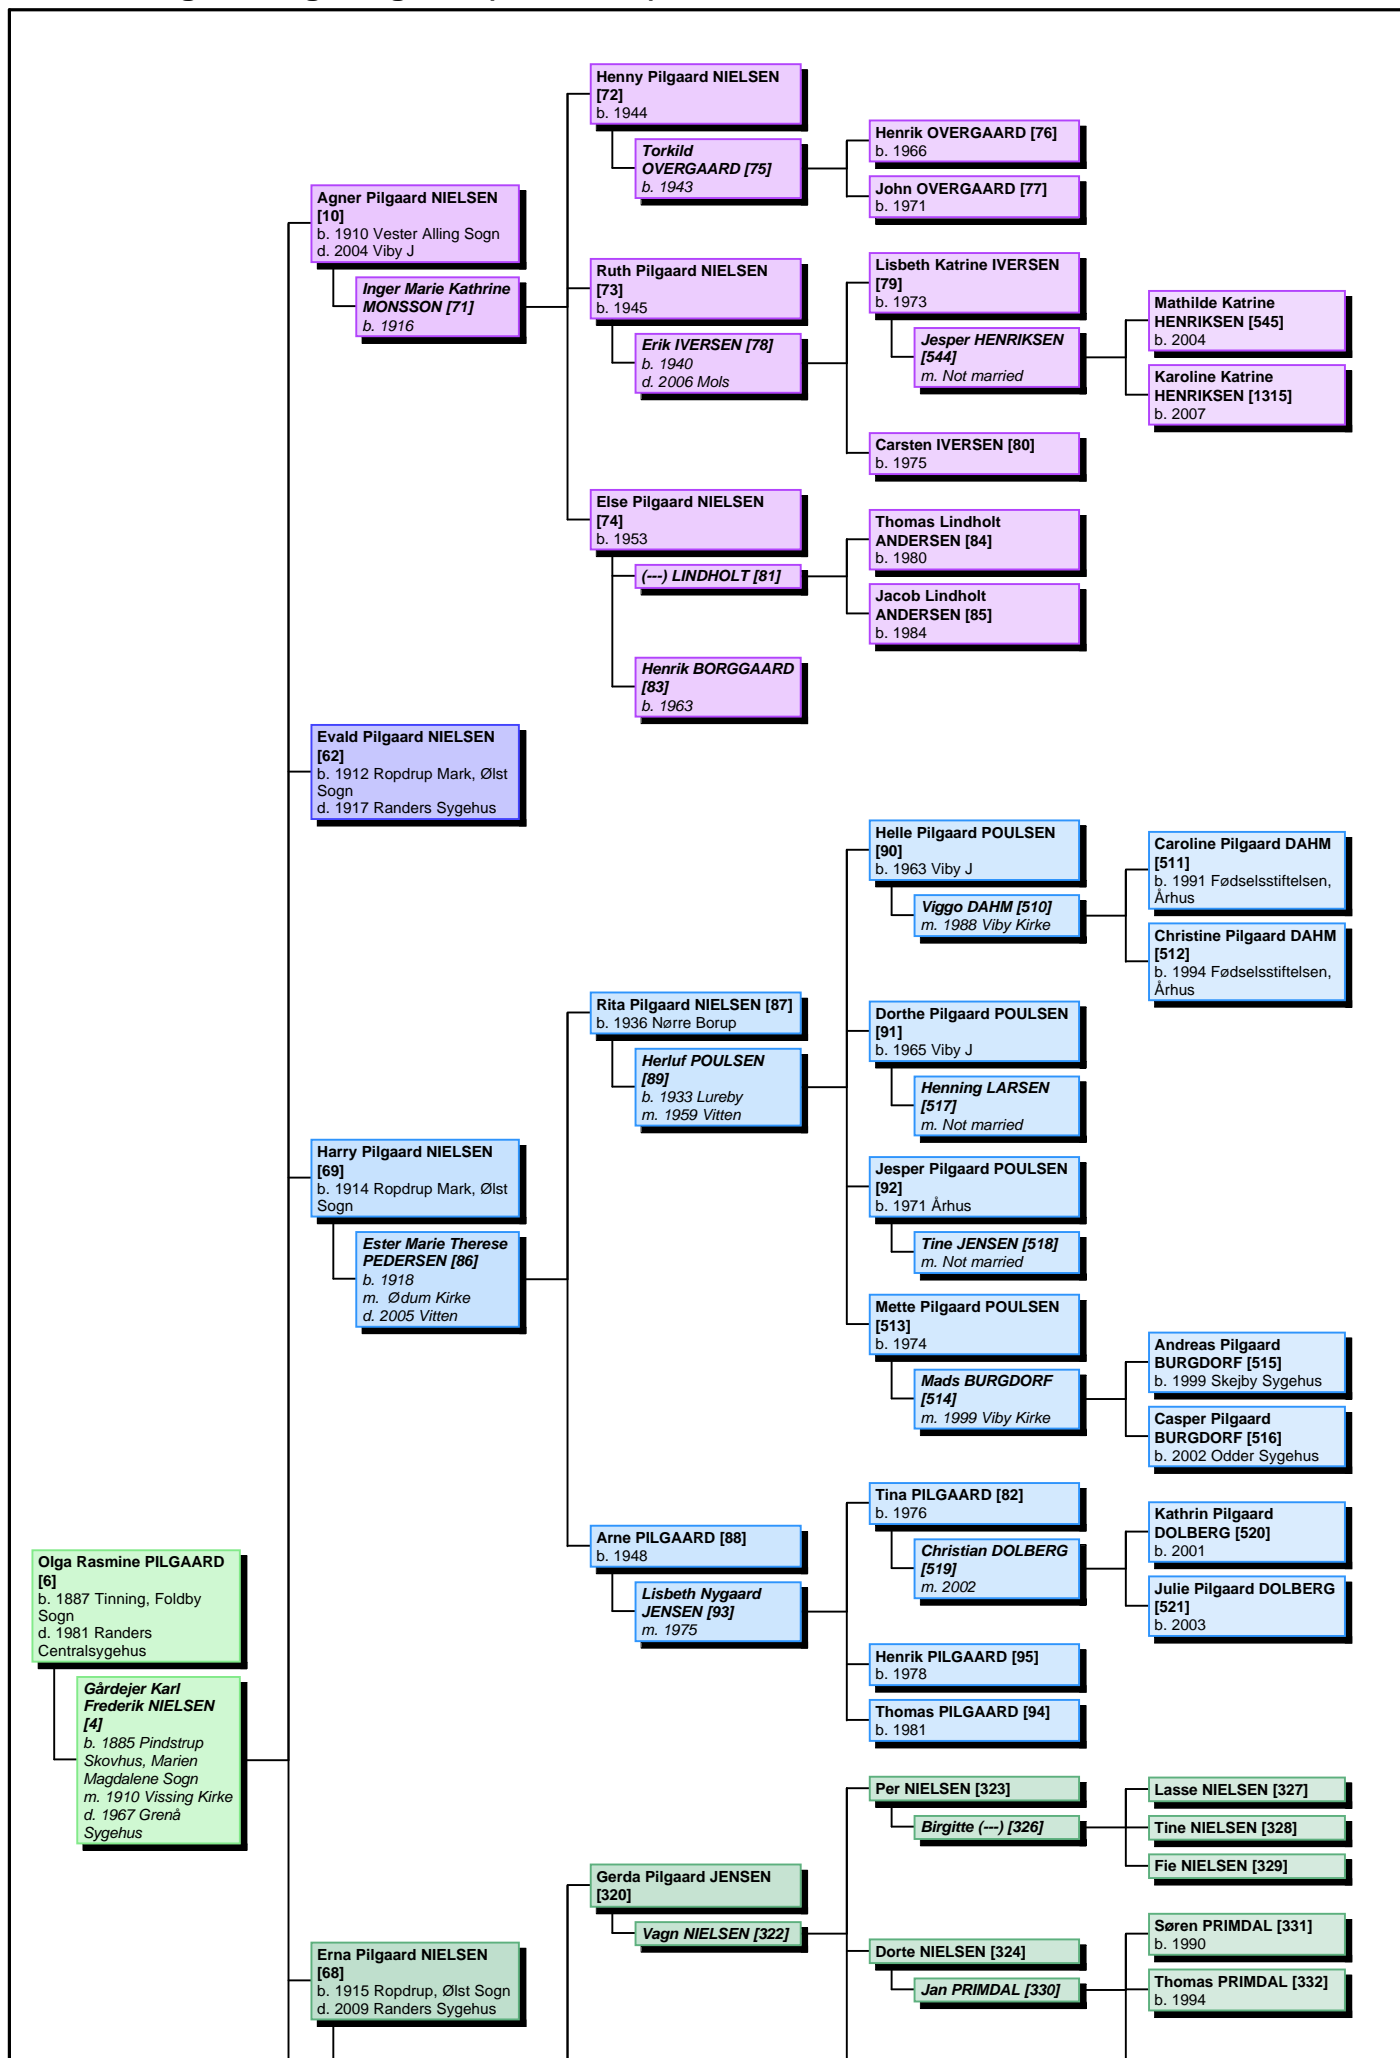 Henny Pilgaard NIELSEN
[72]
b. 1944
Torkild
OVERGAARD [75]
b. 1943
Henrik OVERGAARD [76]
b. 1966
John OVERGAARD [77]
b. 1971
Agner Pilgaard NIELSEN
[10]
b. 1910 Vester Alling Sogn
d. 2004 Viby J
Inger Marie Kathrine
MONSSON [71]
b. 1916
Ruth Pilgaard NIELSEN
[73]
b. 1945
Erik IVERSEN [78]
b. 1940
d. 2006 Mols
Lisbeth Katrine IVERSEN
[79]
b. 1973
Jesper HENRIKSEN
[544]
m. Not married
Mathilde Katrine
HENRIKSEN [545]
b. 2004
Karoline Katrine
HENRIKSEN [1315]
b. 2007
Carsten IVERSEN [80]
b. 1975
Else Pilgaard NIELSEN
[74]
b. 1953
(---) LINDHOLT [81]
Thomas Lindholt
ANDERSEN [84]
b. 1980
Jacob Lindholt
ANDERSEN [85]
b. 1984
Henrik BORGGAARD
[83]
b. 1963
Evald Pilgaard NIELSEN
[62]
b. 1912 Ropdrup Mark, Ølst
Sogn
d. 1917 Randers Sygehus
Helle Pilgaard POULSEN
[90]
b. 1963 Viby J
Viggo DAHM [510]
m. 1988 Viby Kirke
Caroline Pilgaard DAHM
[511]
b. 1991 Fødselsstiftelsen,
Århus
Christine Pilgaard DAHM
[512]
b. 1994 Fødselsstiftelsen,
Århus
Rita Pilgaard NIELSEN [87]
b. 1936 Nørre Borup
Herluf POULSEN
[89]
b. 1933 Lureby
m. 1959 Vitten
Dorthe Pilgaard POULSEN
[91]
b. 1965 Viby J
Henning LARSEN
[517]
m. Not married
Harry Pilgaard NIELSEN
[69]
b. 1914 Ropdrup Mark, Ølst
Sogn
Ester Marie Therese
PEDERSEN [86]
b. 1918
m.  Ødum Kirke
d. 2005 Vitten
Jesper Pilgaard POULSEN
[92]
b. 1971 Århus
Tine JENSEN [518]
m. Not married
Mette Pilgaard POULSEN
[513]
b. 1974
Mads BURGDORF
[514]
m. 1999 Viby Kirke
Andreas Pilgaard
BURGDORF [515]
b. 1999 Skejby Sygehus
Casper Pilgaard
BURGDORF [516]
b. 2002 Odder Sygehus
Arne PILGAARD [88]
b. 1948
Lisbeth Nygaard
JENSEN [93]
m. 1975
Tina PILGAARD [82]
b. 1976
Christian DOLBERG
[519]
m. 2002
Kathrin Pilgaard
DOLBERG [520]
b. 2001
Julie Pilgaard DOLBERG
[521]
b. 2003
Henrik PILGAARD [95]
b. 1978
Thomas PILGAARD [94]
b. 1981
Olga Rasmine PILGAARD
[6]
b. 1887 Tinning, Foldby
Sogn
d. 1981 Randers
Centralsygehus
Gårdejer Karl
Frederik NIELSEN
[4]
b. 1885 Pindstrup
Skovhus, Marien
Magdalene Sogn
m. 1910 Vissing Kirke
d. 1967 Grenå
Sygehus
Per NIELSEN [323]
Birgitte (---) [326]
Lasse NIELSEN [327]
Tine NIELSEN [328]
Fie NIELSEN [329]
Gerda Pilgaard JENSEN
[320]
Vagn NIELSEN [322]
Dorte NIELSEN [324]
Jan PRIMDAL [330]
Søren PRIMDAL [331]
b. 1990
Thomas PRIMDAL [332]
b. 1994
Erna Pilgaard NIELSEN
[68]
b. 1915 Ropdrup, Ølst Sogn
d. 2009 Randers Sygehus